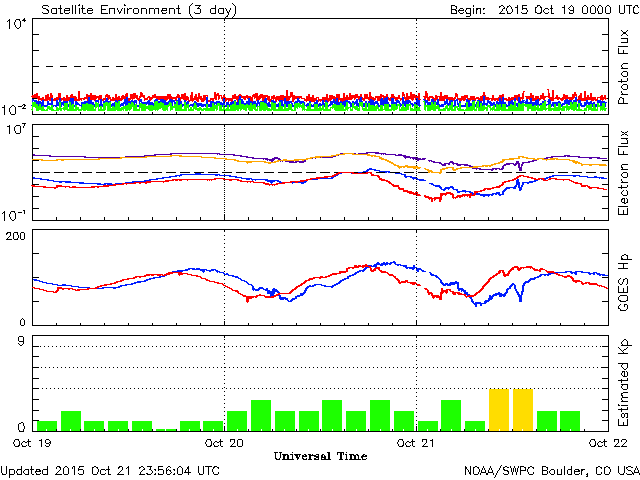 Satellite Environment (3 day) Begin: 2015 Oct 19 0000 UTC
10⁴
10⁻²
Proton Flux
10⁷
10⁻¹
Electron Flux
200
0
GOES Hp
9
0
Estimated Kp
Oct 19 Oct 20 Oct 21 Oct 22
Universal Time
Updated 2015 Oct 21 23:56:04 UTC NOAA/SWPC Boulder, CO USA